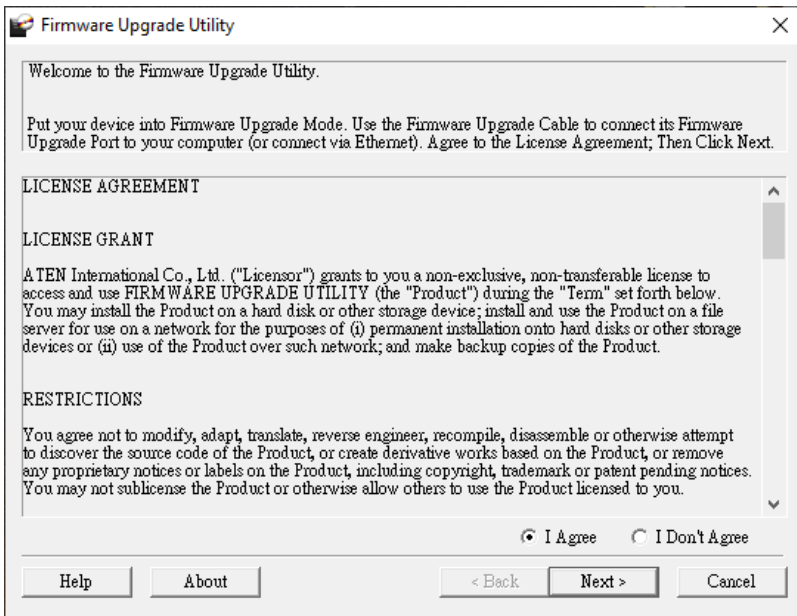 Firmware Upgrade Utility
Welcome to the Firmware Upgrade Utility.
Put your device into Firmware Upgrade Mode. Use the Firmware Upgrade Cable to connect its Firmware
Upgrade Port to your computer (or connect via Ethernet). Agree to the License Agreement; Then Click Next.
LICENSE AGREEMENT
LICENSE GRANT
ATEN International Co., Ltd. ("Licensor") grants to you a non-exclusive, non-transferable license to
access and use FIRMWARE UPGRADE UTILITY (the "Product") during the "Term" set forth below.
You may install the Product on a hard disk or other storage device; install and use the Product on a file
server for use on a network for the purposes of (i) permanent installation onto hard disks or other storage
devices or (ii) use of the Product over such network; and make backup copies of the Product.
RESTRICTIONS
You agree not to modify, adapt, translate, reverse engineer, recompile, disassemble or otherwise attempt
to discover the source code of the Product, or create derivative works based on the Product, or remove
any proprietary notices or labels on the Product, including copyright, trademark or patent pending notices.
You may not sublicense the Product or otherwise allow others to use the Product licensed to you.
I Agree I Don't Agree
Help About < Back Next > Cancel